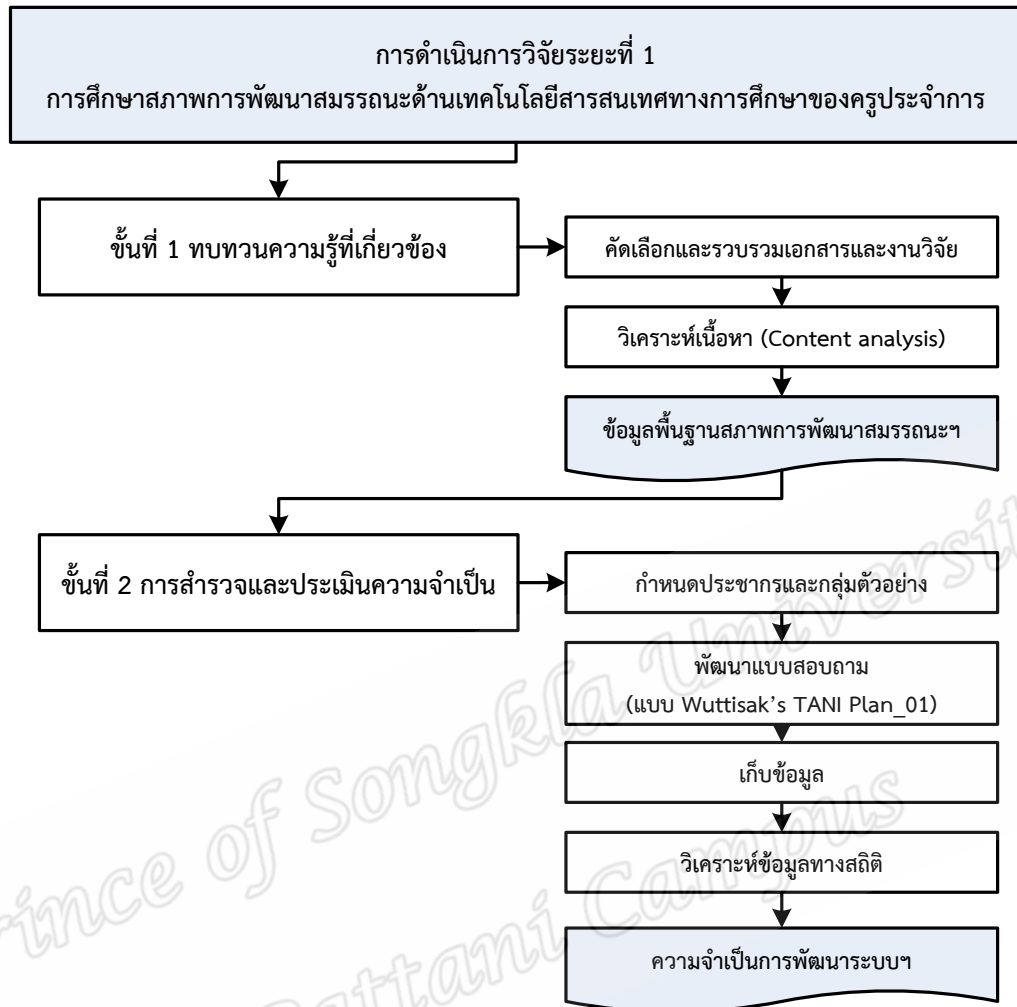 การดำเนินการวิจัยระยะที่ 1
การศึกษาสภาพการพัฒนาสมรรถนะด้านเทคโนโลยีสารสนเทศทางการศึกษาของครูประจำการ
ขั้นที่ 1 ทบทวนความรู้ที่เกี่ยวข้อง
คัดเลือกและรวบรวมเอกสารและงานวิจัย
วิเคราะห์เนื้อหา (Content analysis)
ข้อมูลพื้นฐานสภาพการพัฒนาสมรรถนะฯ
ขั้นที่ 2 การสำรวจและประเมินความจำเป็น
กำหนดประชากรและกลุ่มตัวอย่าง
พัฒนาแบบสอบถาม
(แบบ Wuttisak's TANI Plan_01)
เก็บข้อมูล
วิเคราะห์ข้อมูลทางสถิติ
ความจำเป็นการพัฒนาระบบฯ
rince of Songkla Universit
Pattani Campus